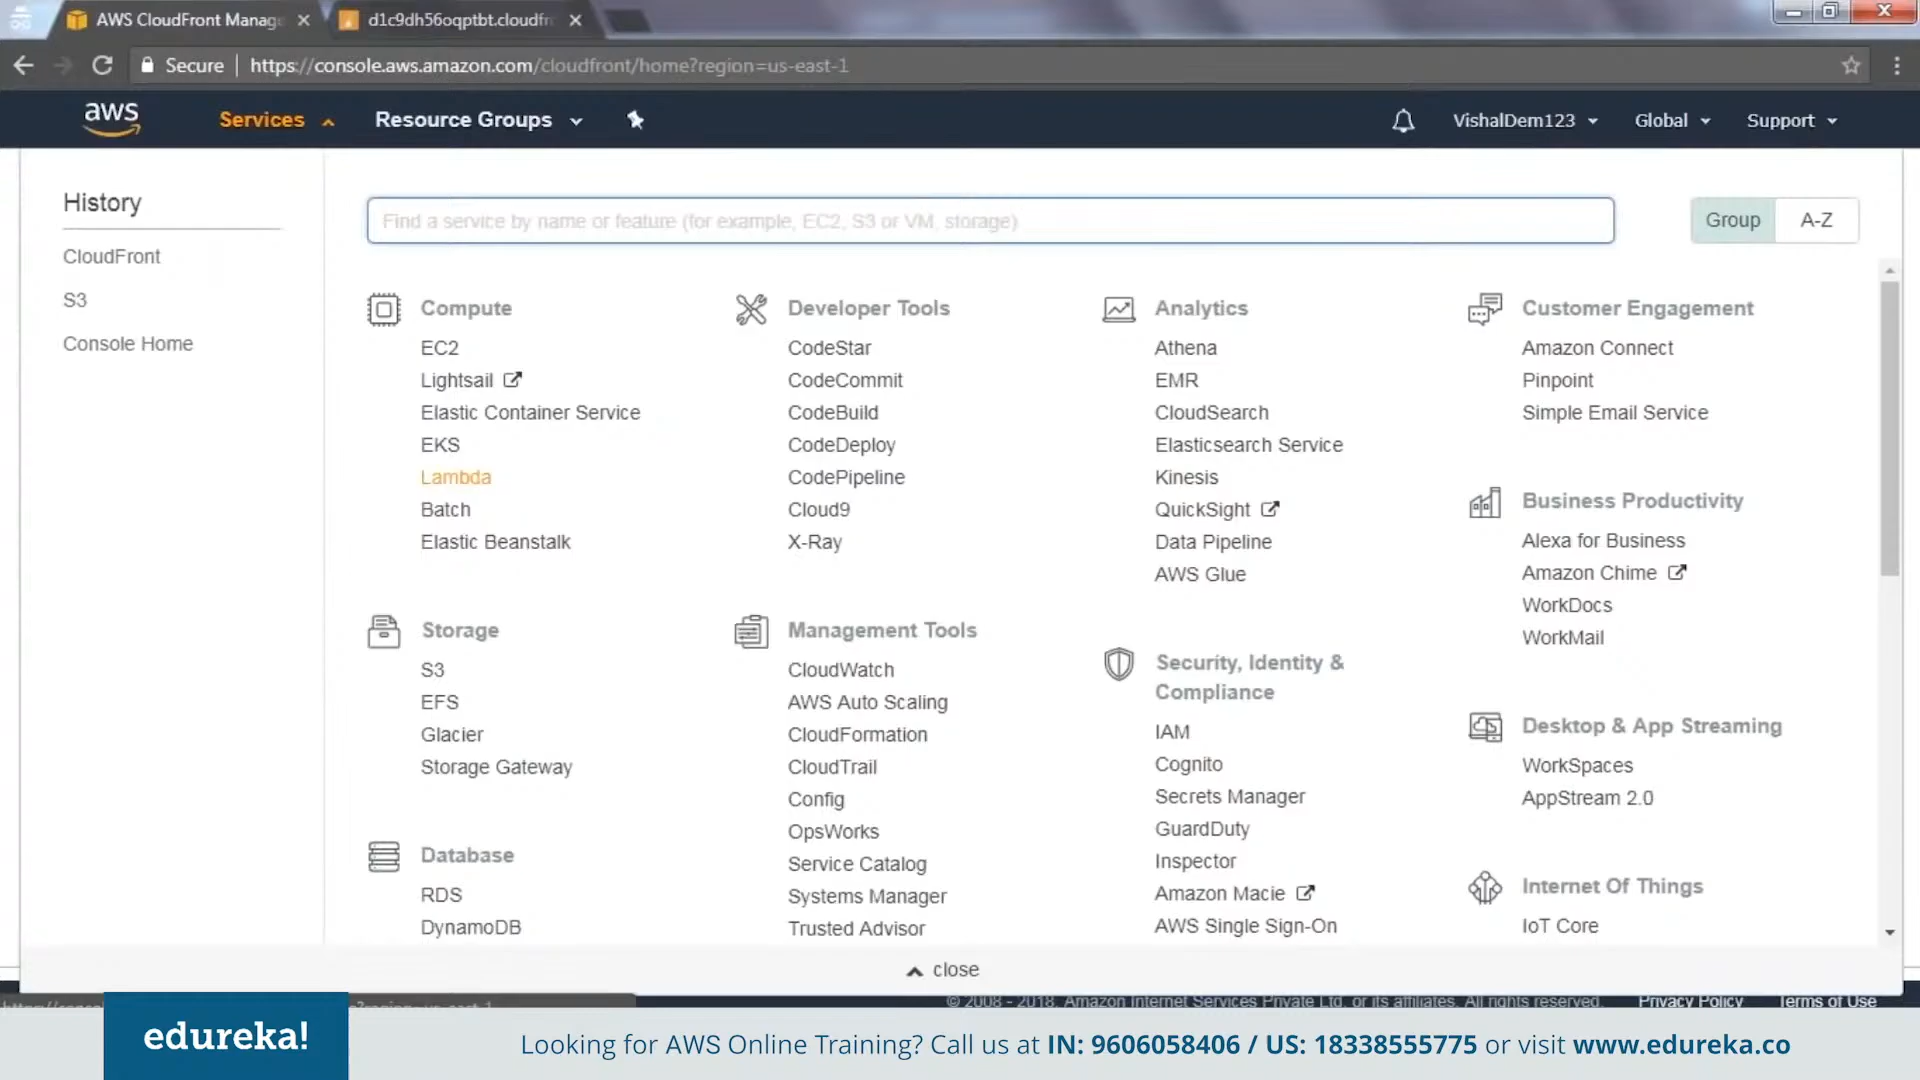 AWS CloudFront Manag
d1c9dh56oqptbt.cloudfr
Secure | https://console.aws.amazon.com/cloudfront/home?region=us-east-1
aws
Services
Resource Groups
VishalDem123
Global
Support
History
CloudFront
S3
Console Home
Find a service by name or feature (for example, EC2, S3 or VM, storage)
Group
A-Z
Compute
EC2
Lightsail
Elastic Container Service
EKS
Lambda
Batch
Elastic Beanstalk
Storage
S3
EFS
Glacier
Storage Gateway
Database
RDS
DynamoDB
Developer Tools
CodeStar
CodeCommit
CodeBuild
CodeDeploy
CodePipeline
Cloud9
X-Ray
Management Tools
CloudWatch
AWS Auto Scaling
CloudFormation
CloudTrail
Config
OpsWorks
Service Catalog
Systems Manager
Trusted Advisor
Analytics
Athena
EMR
CloudSearch
Elasticsearch Service
Kinesis
QuickSight
Data Pipeline
AWS Glue
Security, Identity &
Compliance
IAM
Cognito
Secrets Manager
GuardDuty
Inspector
Amazon Macie
AWS Single Sign-On
Customer Engagement
Amazon Connect
Pinpoint
Simple Email Service
Business Productivity
Alexa for Business
Amazon Chime
WorkDocs
WorkMail
Desktop & App Streaming
WorkSpaces
AppStream 2.0
Internet Of Things
IoT Core
close
© 2008 - 2018, Amazon Internet Services Private Ltd. or its affiliates. All rights reserved.
Privacy Policy
Terms of Use
edureka!
Looking for AWS Online Training? Call us at IN: 9606058406 / US: 18338555775 or visit www.edureka.co